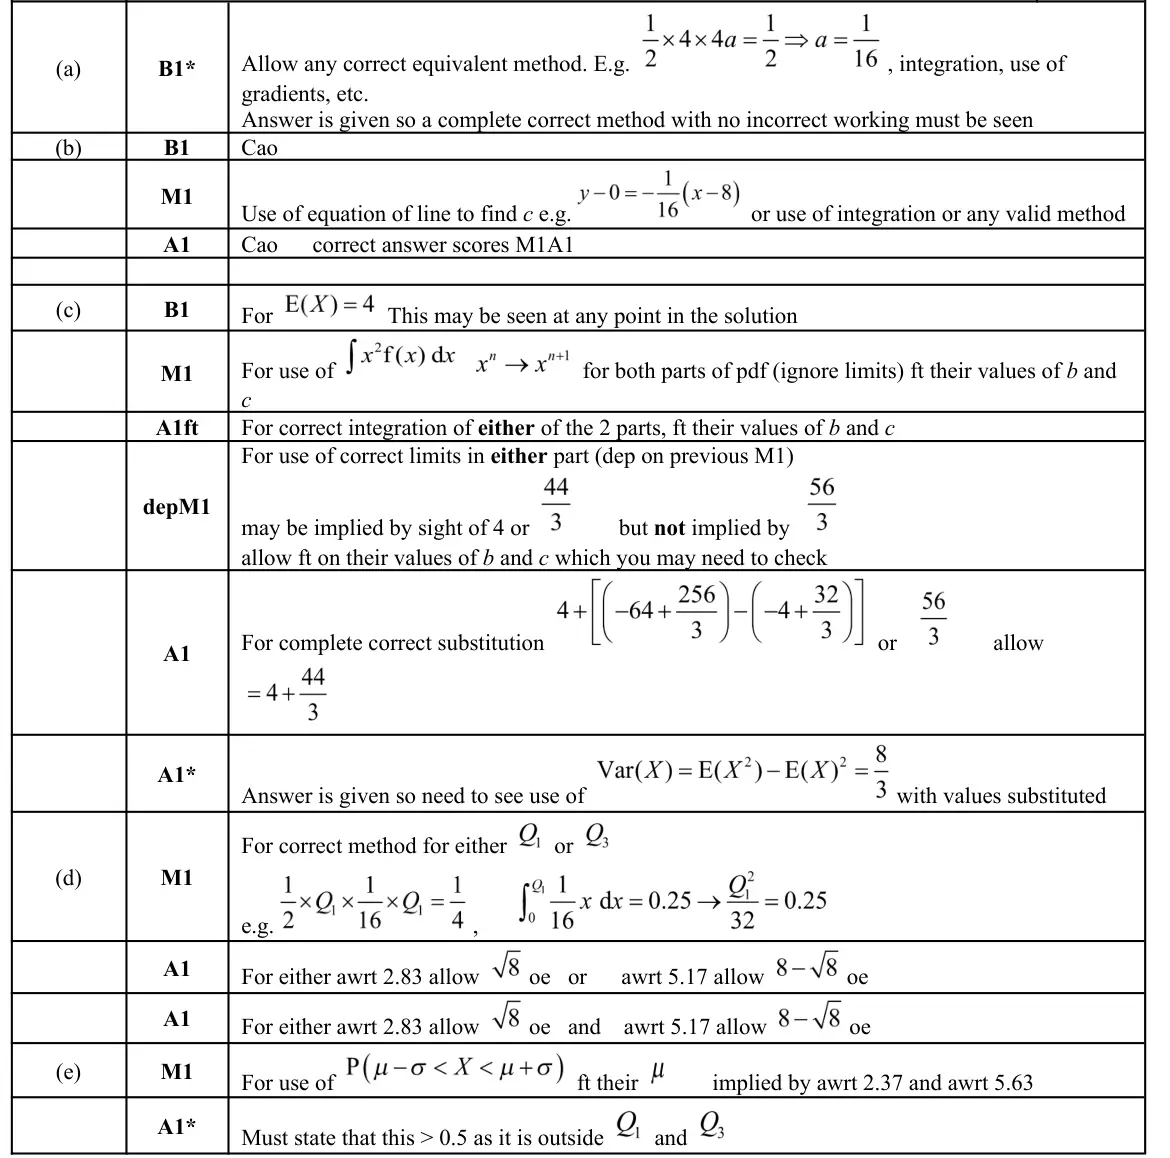 (a) B1* Allow any correct equivalent method. E.g. 1/2 × 4 × 4a = 1/2 ⇒ a = 1/16 , integration, use of
gradients, etc.
Answer is given so a complete correct method with no incorrect working must be seen
(b) B1 Cao
M1 Use of equation of line to find c e.g. y − 0 = −1/16 (x − 8) or use of integration or any valid method
A1 Cao correct answer scores M1A1
(c) B1 For E(X) = 4 This may be seen at any point in the solution
M1 For use of ∫x²f(x) dx xⁿ → xⁿ⁺¹ for both parts of pdf (ignore limits) ft their values of b and
c
A1ft For correct integration of either of the 2 parts, ft their values of b and c
For use of correct limits in either part (dep on previous M1)
depM1 may be implied by sight of 4 or 44/3 but not implied by 56/3
allow ft on their values of b and c which you may need to check
A1 For complete correct substitution 4 + [(−64 + 256/3) − (−4 + 32/3)] or 56/3 allow
= 4 + 44/3
A1* Answer is given so need to see use of Var(X) = E(X²) − E(X)² = 8/3 with values substituted
(d) M1 For correct method for either Q₁ or Q₃
e.g. 1/2 × Q₁ × 1/16 × Q₁ = 1/4 , ∫₀^Q₁ 1/16 x dx = 0.25 → Q₁²/32 = 0.25
A1 For either awrt 2.83 allow √8 oe or awrt 5.17 allow 8 − √8 oe
A1 For either awrt 2.83 allow √8 oe and awrt 5.17 allow 8 − √8 oe
(e) M1 For use of P(μ − σ < X < μ + σ) ft their μ implied by awrt 2.37 and awrt 5.63
A1* Must state that this > 0.5 as it is outside Q₁ and Q₃